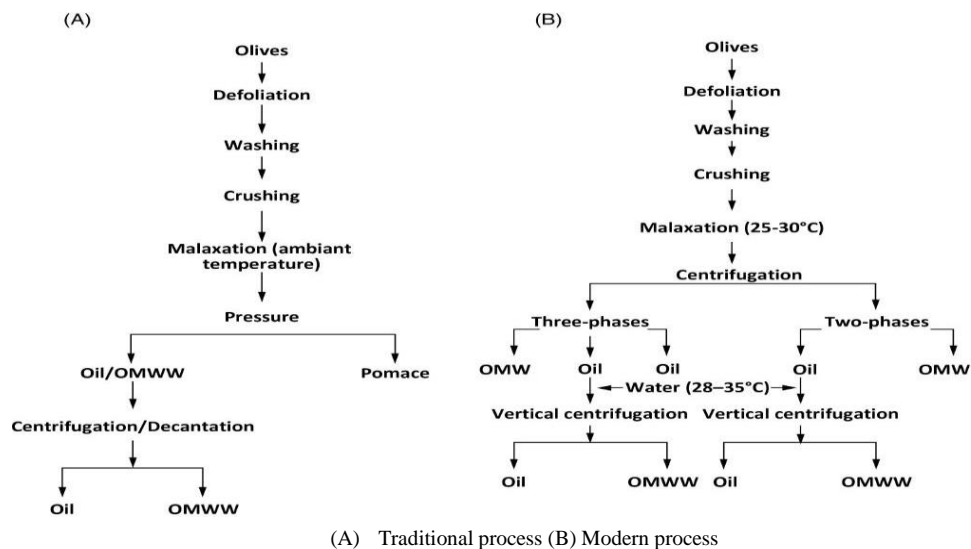 (A)
Olives
Defoliation
Washing
Crushing
Malaxation (ambiant
temperature)
Pressure
Oil/OMWW
Pomace
Centrifugation/Decantation
Oil
OMWW
(B)
Olives
Defoliation
Washing
Crushing
Malaxation (25-30°C)
Centrifugation
Three-phases
Two-phases
OMW
Oil
Oil
Oil
OMW
Water (28–35°C)
Vertical centrifugation
Vertical centrifugation
Oil
OMWW
Oil
OMWW
(A) Traditional process (B) Modern process